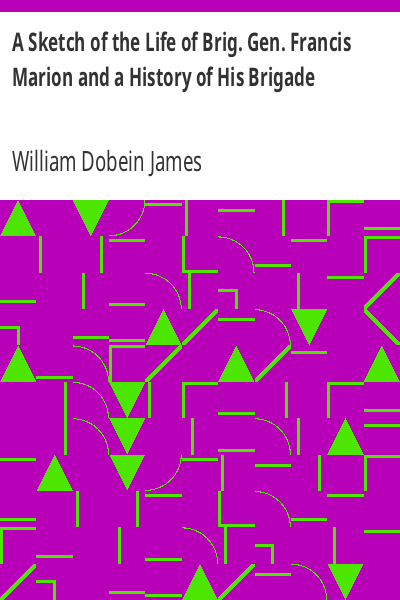 A Sketch of the Life of Brig. Gen. Francis
Marion and a History of His Brigade
William Dobein James